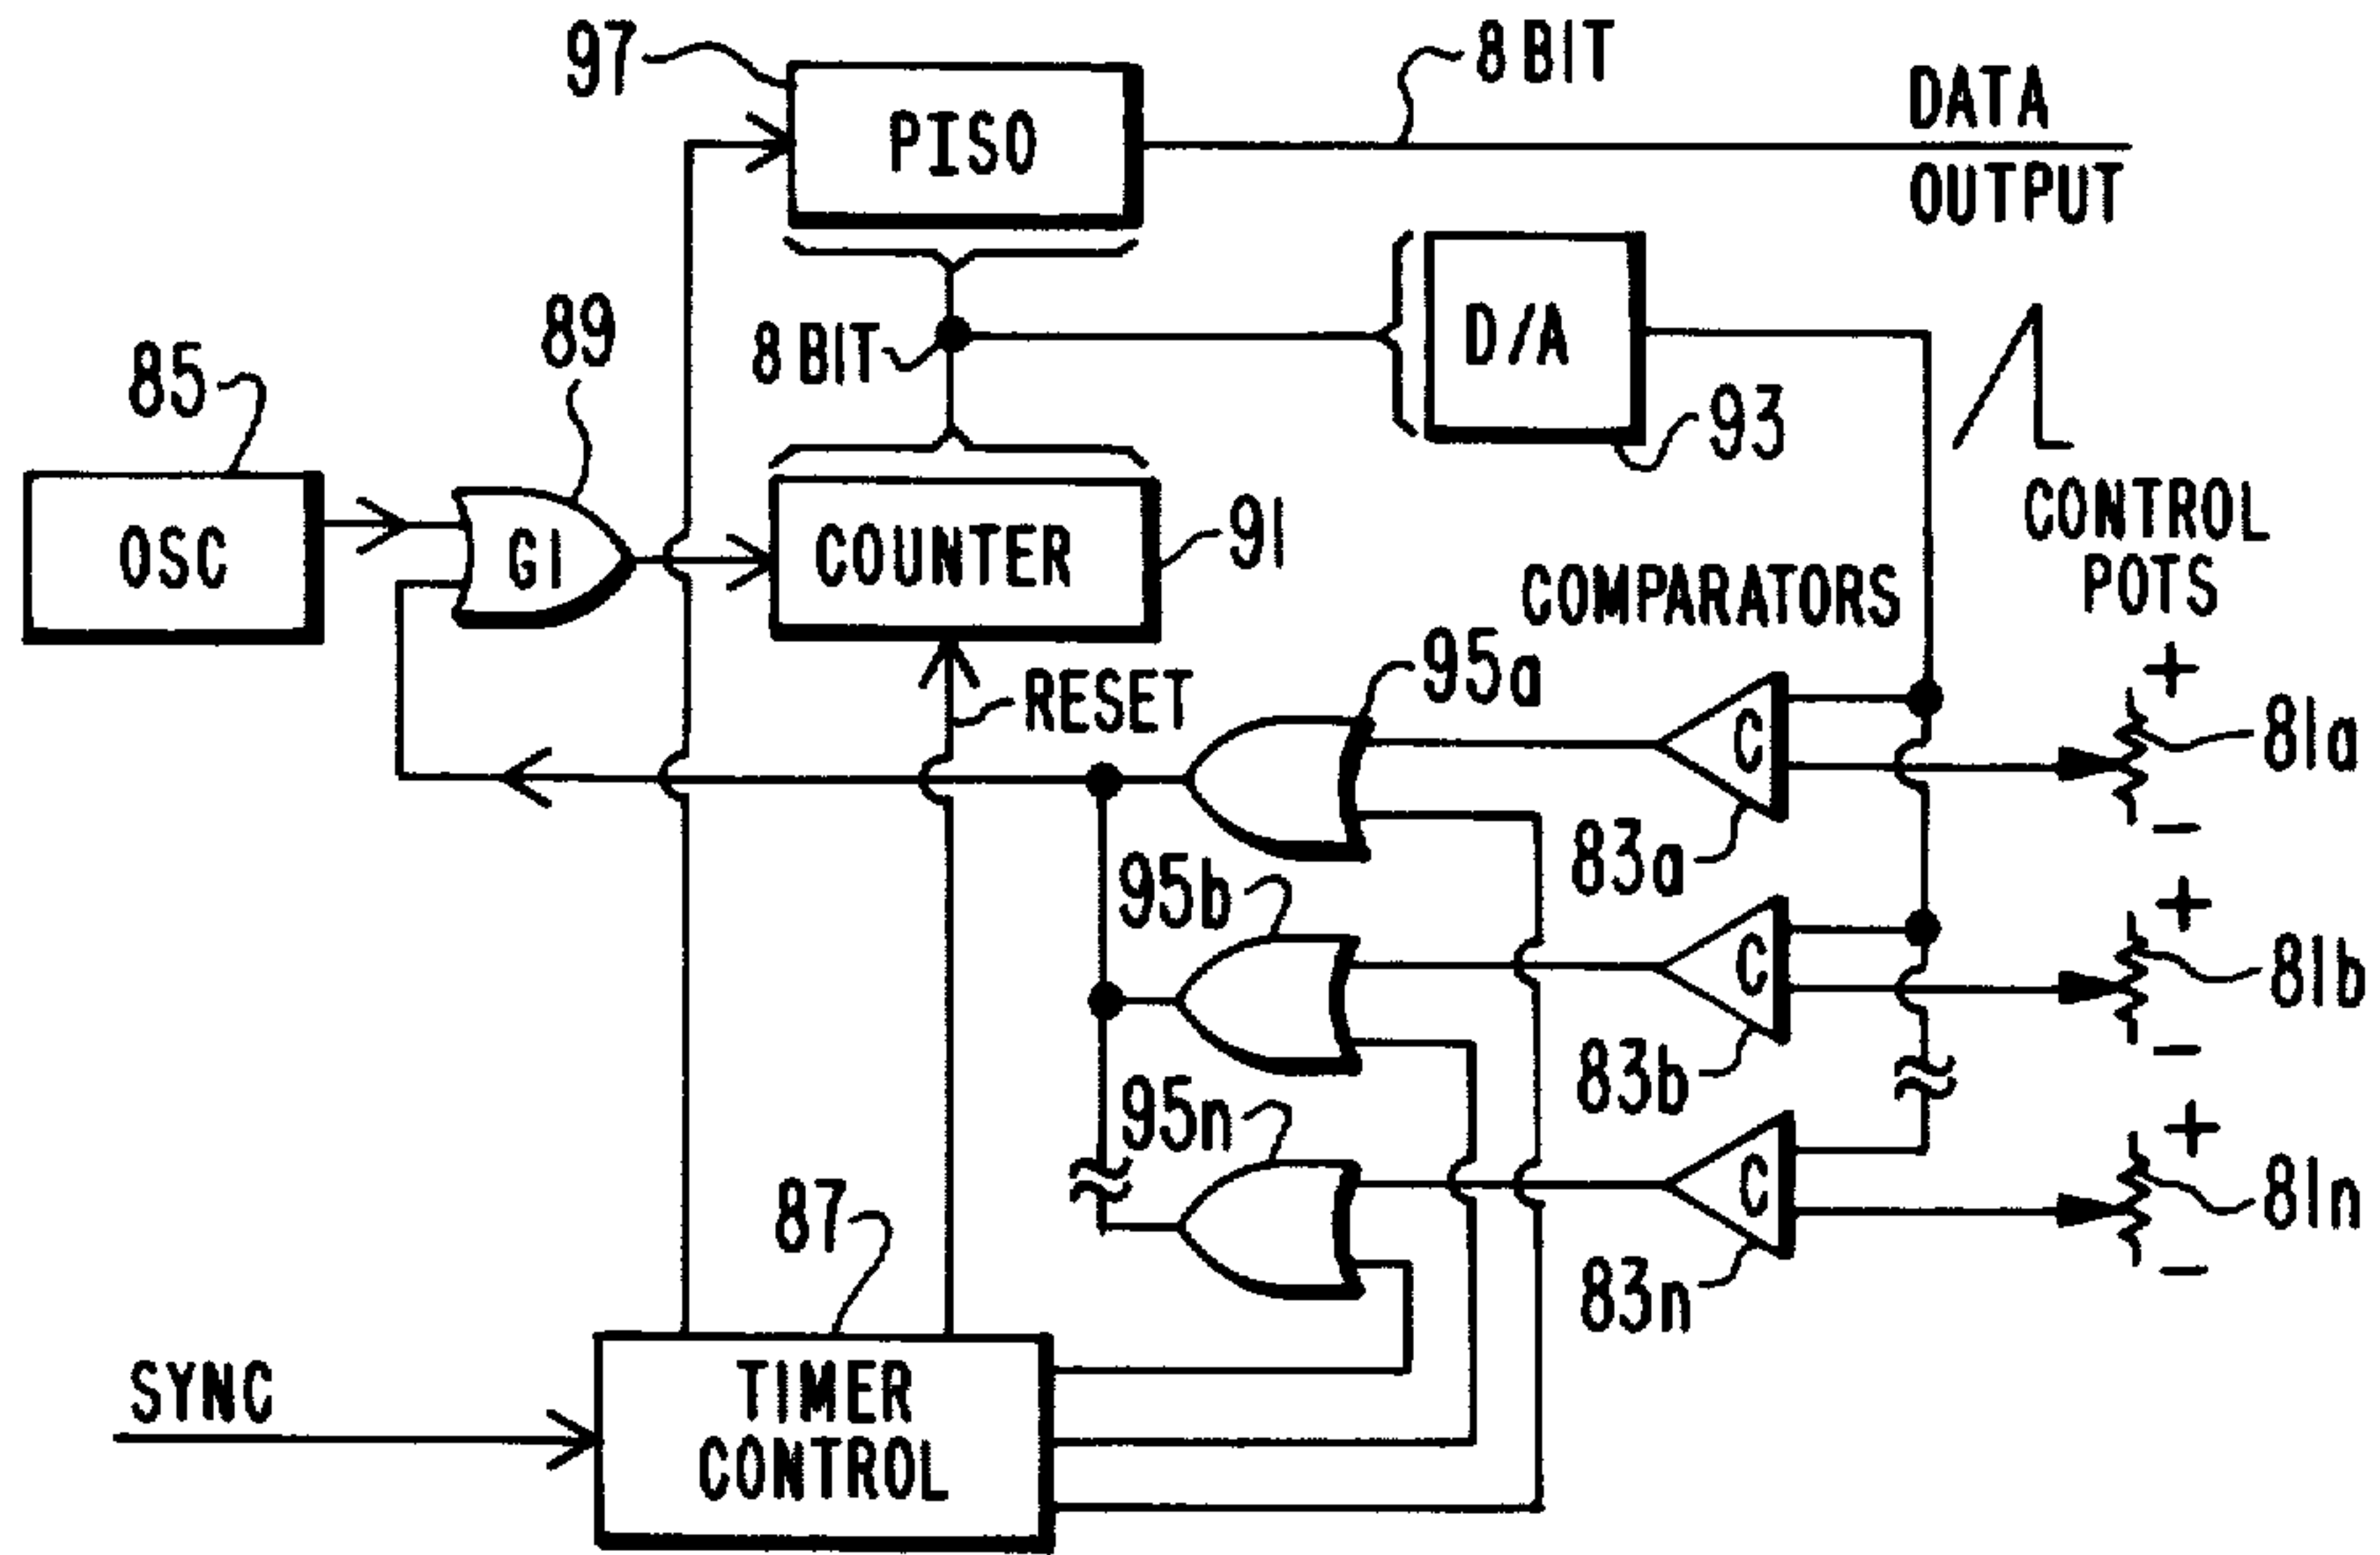 97
PISO
8 BIT
DATA
OUTPUT
89
8 BIT
D/A
93
85
OSC
G1
COUNTER
91
CONTROL
POTS
COMPARATORS
RESET
95a
C
+
81a
83a
-
95b
C
+
81b
83b
-
95n
C
+
81n
83n
-
87
SYNC
TIMER
CONTROL